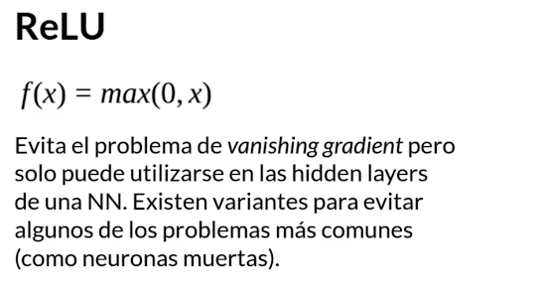 ReLU
f(x) = max(0, x)
Evita el problema de vanishing gradient pero
solo puede utilizarse en las hidden layers
de una NN. Existen variantes para evitar
algunos de los problemas más comunes
(como neuronas muertas).